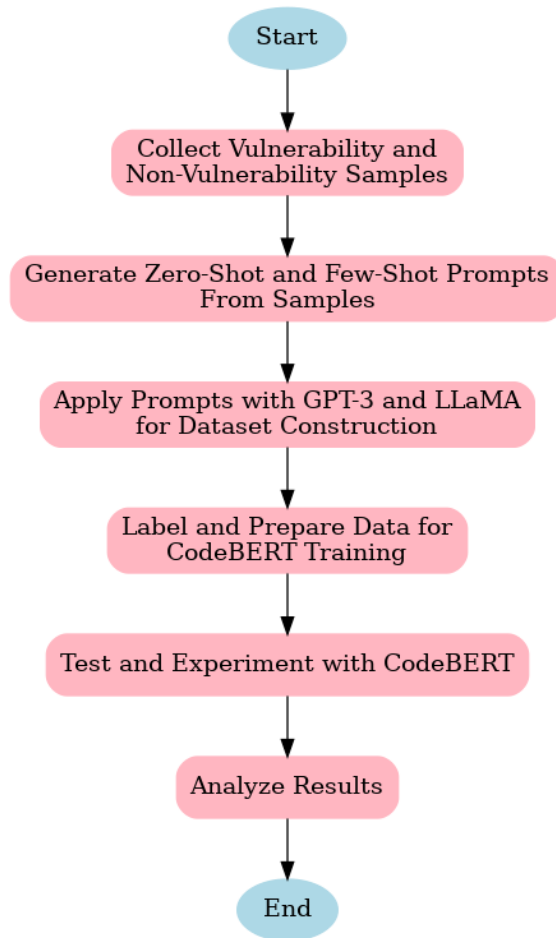 Start
Collect Vulnerability and
Non-Vulnerability Samples
Generate Zero-Shot and Few-Shot Prompts
From Samples
Apply Prompts with GPT-3 and LLaMA
for Dataset Construction
Label and Prepare Data for
CodeBERT Training
Test and Experiment with CodeBERT
Analyze Results
End